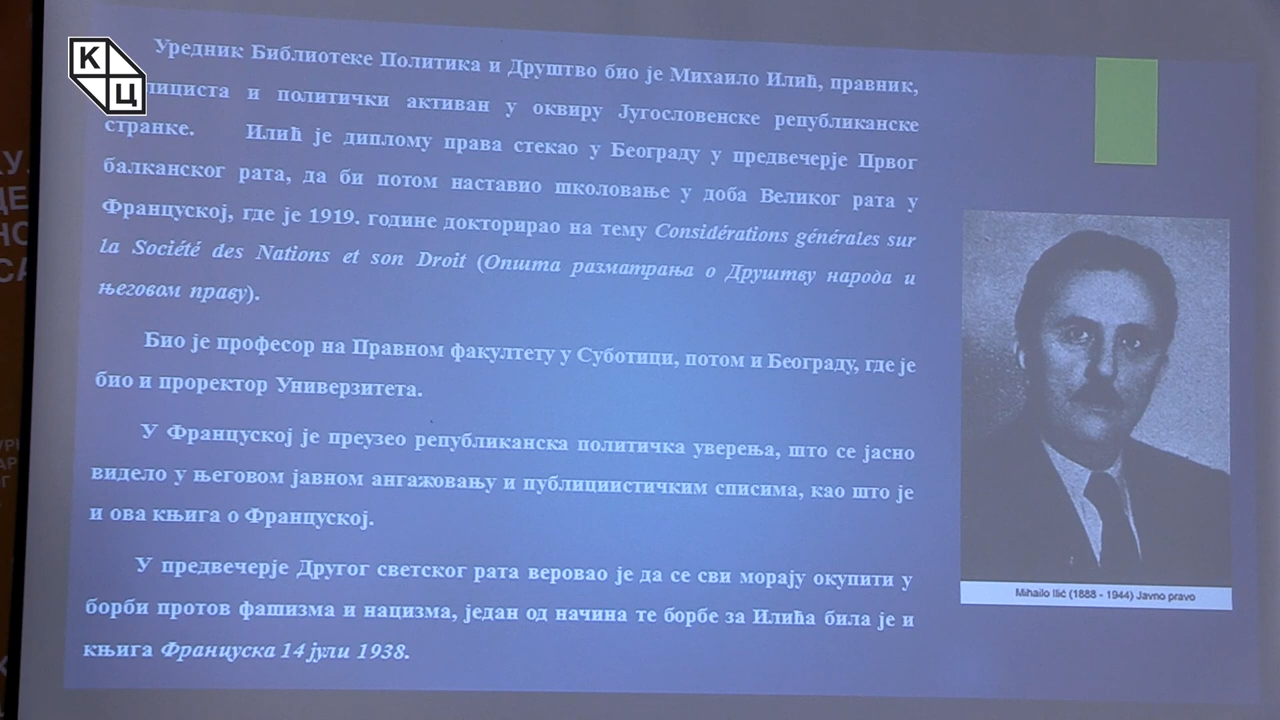 К
Ц
Уредник Библиотеке Политика и Друштво био је Михаило Илић, правник,
лициста и политички активан у оквиру Југословенске републиканске
странке. Илић је диплому права стекао у Београду у предвечерје Првог
балканског рата, да би потом наставио школовање у доба Великог рата у
Француској, где је 1919. године докторирао на тему Considérations générales sur
la Société des Nations et son Droit (Општа разматрања о Друштву народа и
његовом праву).
Био је професор на Правном факултету у Суботици, потом и Београду, где је
био и проректор Универзитета.
У Француској је преузео републиканска политичка уверења, што се јасно
видело у његовом јавном ангажовању и публициистичким списима, као што је
и ова књига о Француској.
У предвечерје Другог светског рата веровао је да се сви морају окупити у
борби протов фашизма и нацизма, један од начина те борбе за Илића била је и
књига Француска 14 јули 1938.
Mihailo Ilić (1888 - 1944) Javno pravo